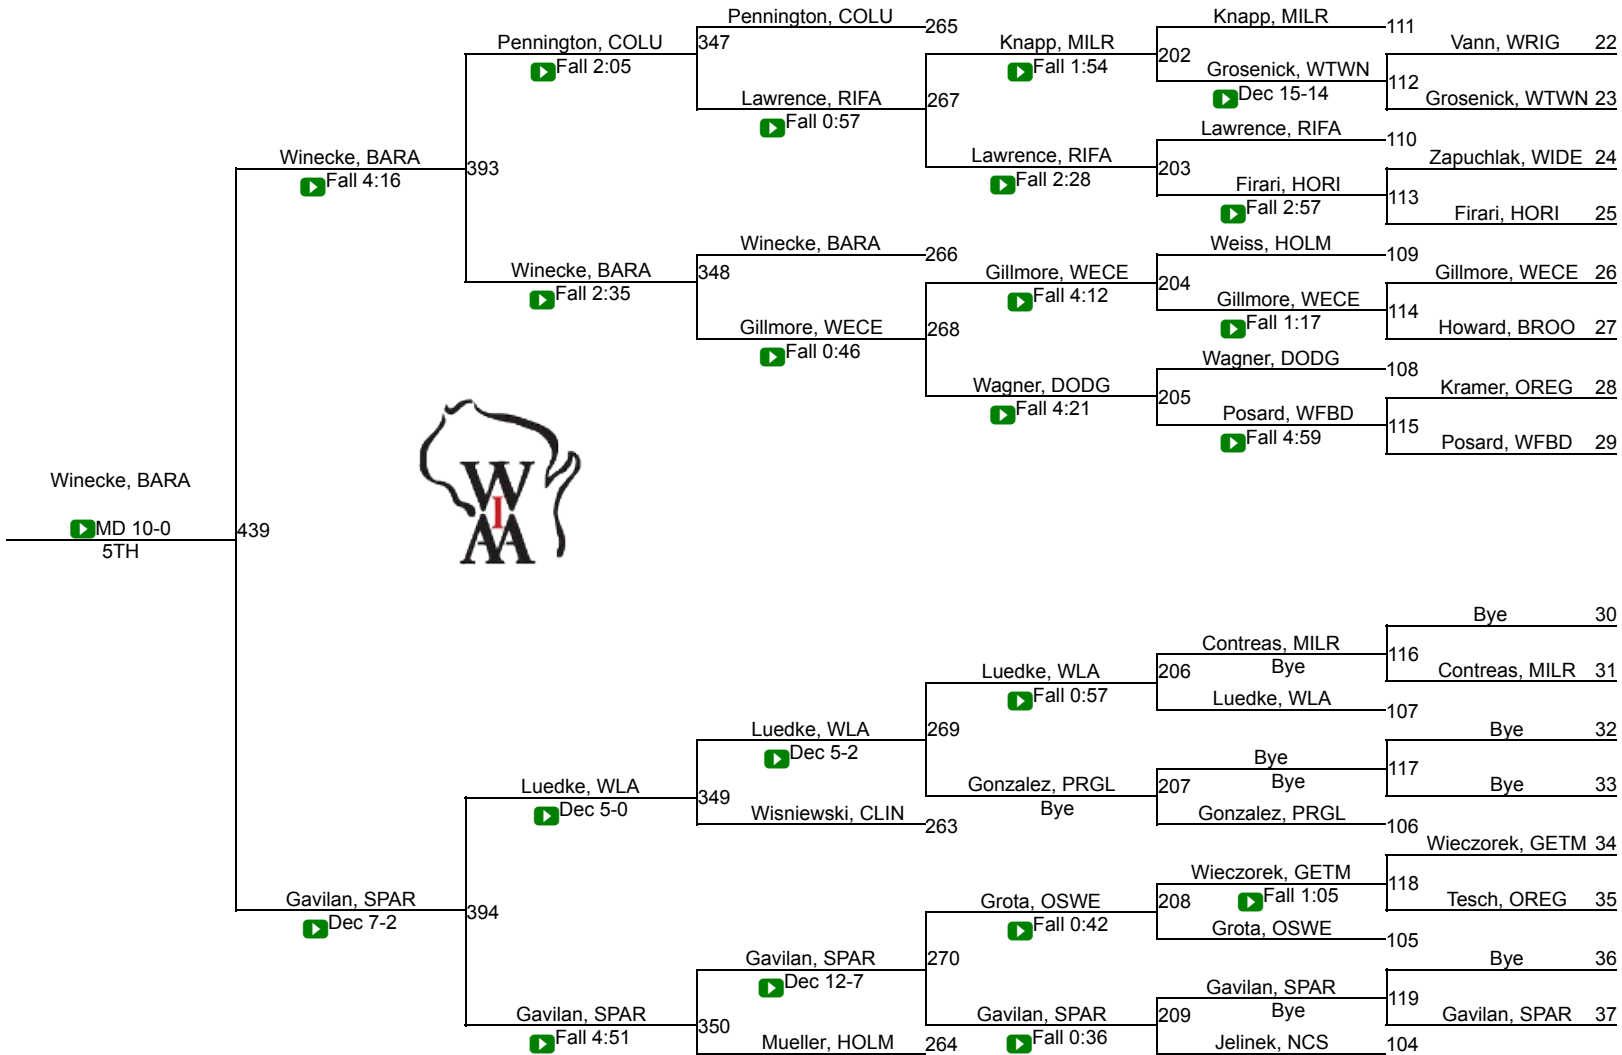 Pennington, COLU
265
Knapp, MILR
111
Pennington, COLU
347
Knapp, MILR
202
Vann, WRIG 22
Fall 2:05
Fall 1:54
Grosenick, WTWN
112
Dec 15-14
Grosenick, WTWN 23
Lawrence, RIFA
267
Fall 0:57
Lawrence, RIFA
110
Winecke, BARA
393
Lawrence, RIFA
203
Zapuchlak, WIDE 24
Fall 4:16
Fall 2:28
Firari, HORI
113
Fall 2:57
Firari, HORI 25
Winecke, BARA
266
Weiss, HOLM
109
Winecke, BARA
348
Gillmore, WECE
204
Gillmore, WECE 26
Fall 2:35
Fall 4:12
Gillmore, WECE
114
Fall 1:17
Howard, BROO 27
Gillmore, WECE
268
Fall 0:46
Wagner, DODG
108
Wagner, DODG
205
Kramer, OREG 28
Fall 4:21
Posard, WFBD
115
Fall 4:59
Posard, WFBD 29
W
I
AA
Winecke, BARA
MD 10-0
439
5TH
Bye 30
Contreas, MILR
116
Bye
Luedke, WLA
206
Contreas, MILR 31
Fall 0:57
Luedke, WLA
107
Luedke, WLA
269
Bye 32
Dec 5-2
Bye
117
Bye
Luedke, WLA
349
Gonzalez, PRGL
207
Bye 33
Dec 5-0
Bye
Wisniewski, CLIN
263
Gonzalez, PRGL
106
Wieczorek, GETM 34
Wieczorek, GETM
118
Fall 1:05
Gavilan, SPAR
394
Grota, OSWE
208
Tesch, OREG 35
Dec 7-2
Fall 0:42
Grota, OSWE
105
Gavilan, SPAR
270
Bye 36
Dec 12-7
Gavilan, SPAR
119
Bye
Gavilan, SPAR
350
Gavilan, SPAR
209
Gavilan, SPAR 37
Fall 4:51
Fall 0:36
Mueller, HOLM
264
Jelinek, NCS
104